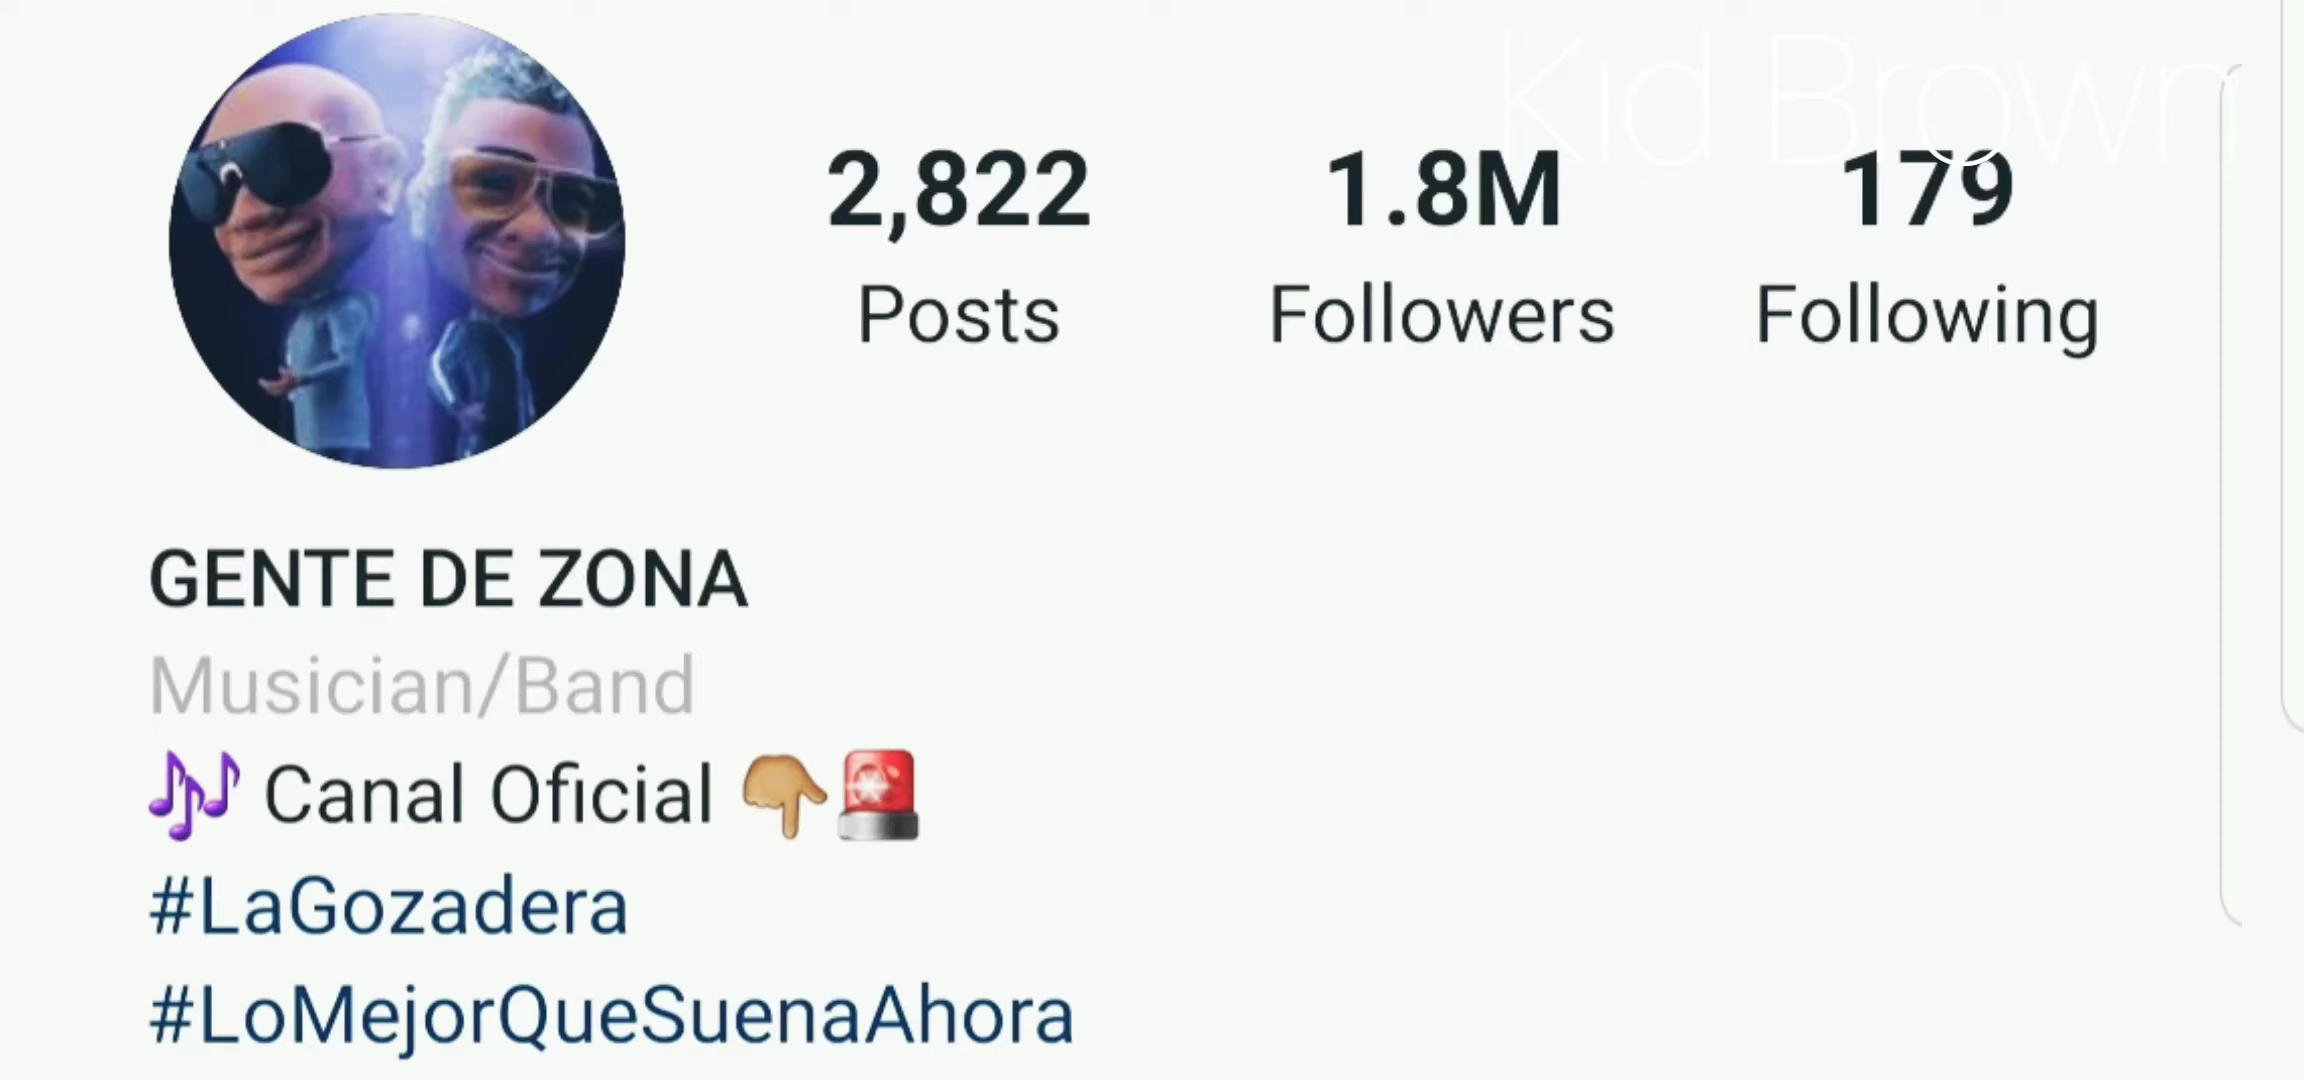 Kid Brown
2,822 1.8M 179
Posts Followers Following
GENTE DE ZONA
Musician/Band
🎶 Canal Oficial 👇🏽🚨
#LaGozadera
#LoMejorQueSuenaAhora